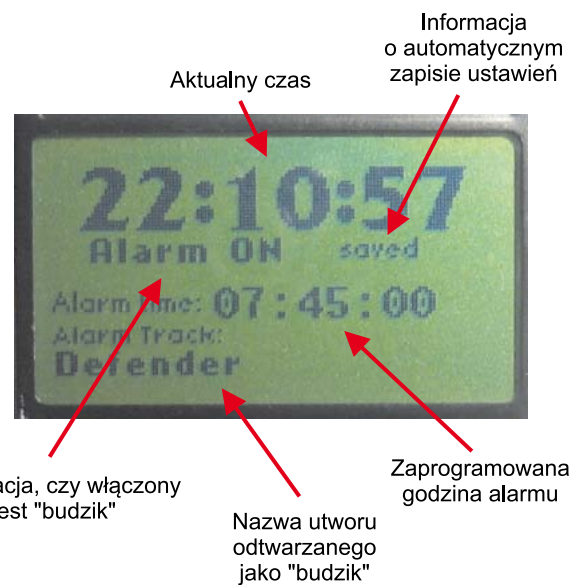 Informacja
o automatycznym
zapisie ustawień
Aktualny czas
22:10:57
Alarm ON saved
Alarm time: 07:45:00
Alarm Track:
Defender
acja, czy włączony
est "budzik"
Zaprogramowana
godzina alarmu
Nazwa utworu
odtwarzanego
jako "budzik"